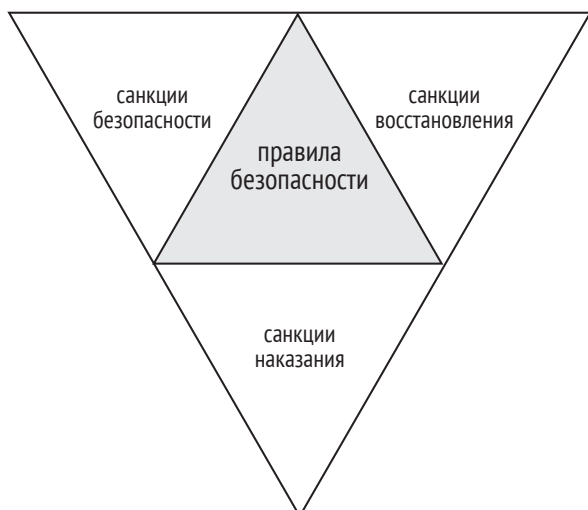 санкции
безопасности
санкции
восстановления
правила
безопасности
санкции
наказания